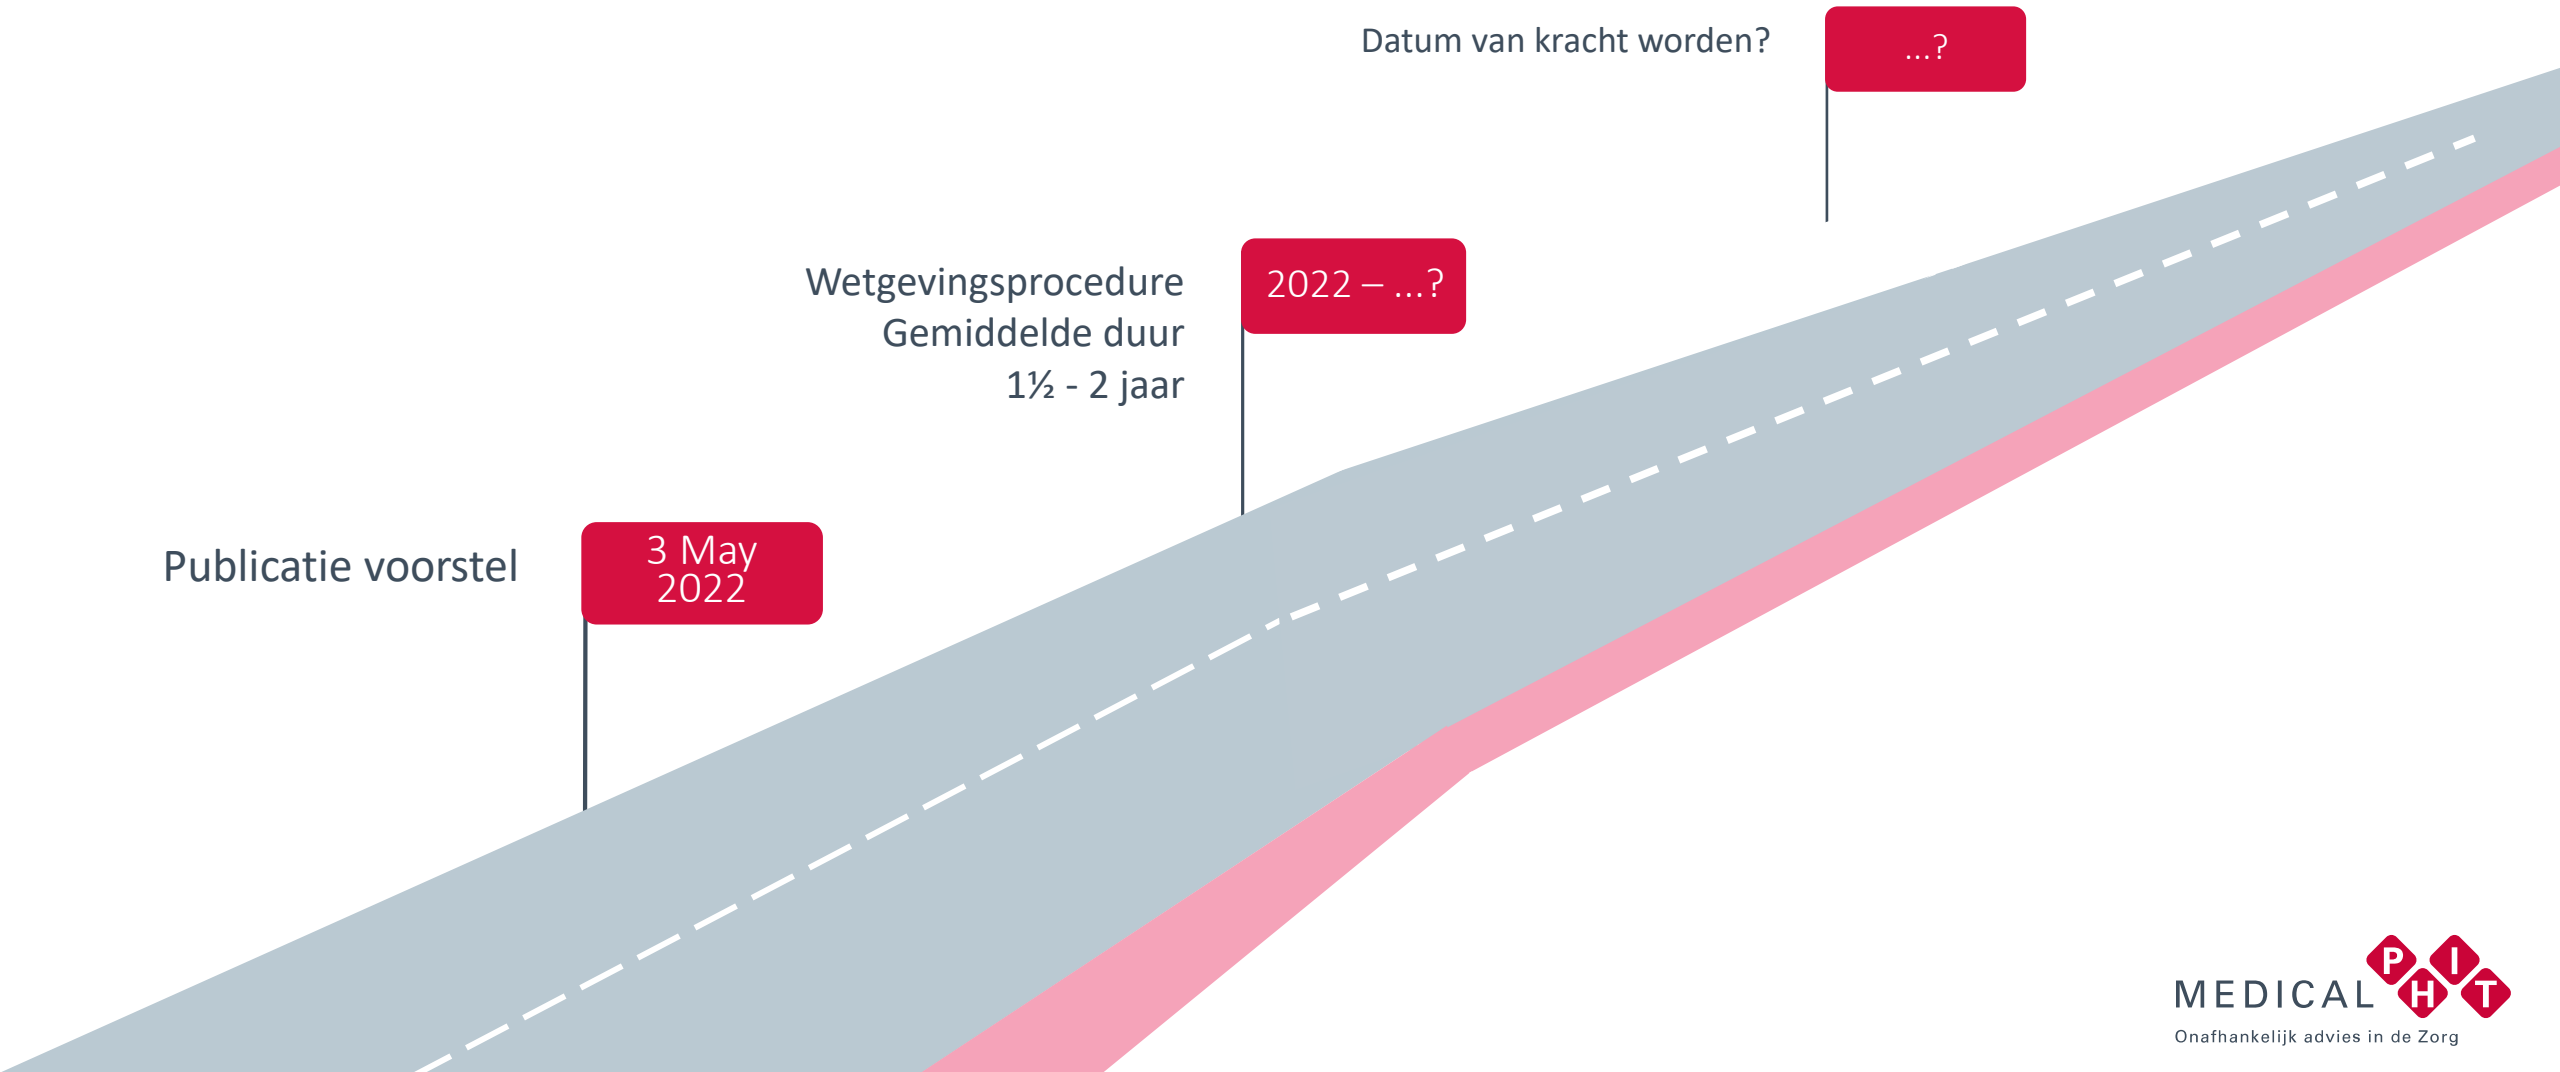 Datum van kracht worden?
...?
Wetgevingsprocedure
Gemiddelde duur
1½ - 2 jaar
2022 – ...?
Publicatie voorstel
3 May
2022
MEDICAL PHIT
Onafhankelijk advies in de Zorg